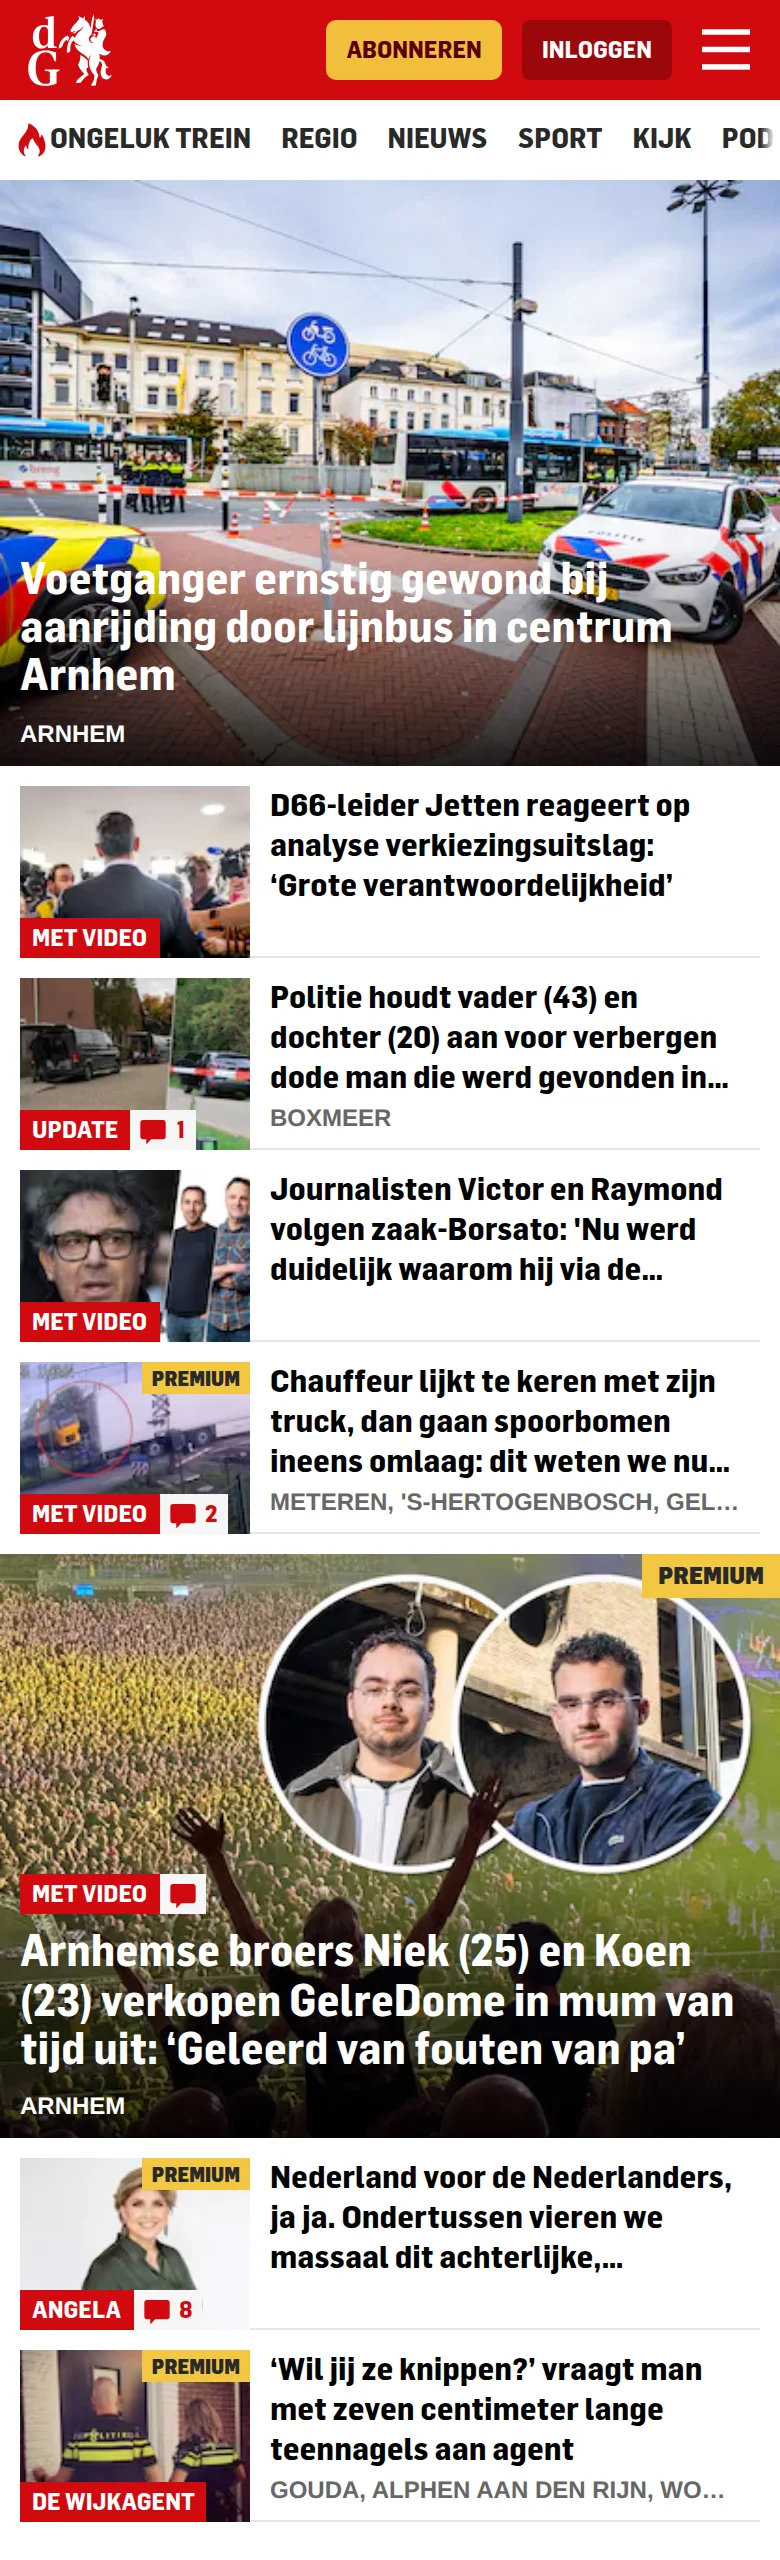 dG
ABONNEREN
INLOGGEN
ONGELUK TREIN REGIO NIEUWS SPORT KIJK POD
breng
POLITIE
Voetganger ernstig gewond bij
aanrijding door lijnbus in centrum
Arnhem
ARNHEM
MET VIDEO
D66-leider Jetten reageert op
analyse verkiezingsuitslag:
‘Grote verantwoordelijkheid’
UPDATE 1
Politie houdt vader (43) en
dochter (20) aan voor verbergen
dode man die werd gevonden in...
BOXMEER
MET VIDEO
Journalisten Victor en Raymond
volgen zaak-Borsato: 'Nu werd
duidelijk waarom hij via de...
PREMIUM
MET VIDEO 2
Chauffeur lijkt te keren met zijn
truck, dan gaan spoorbomen
ineens omlaag: dit weten we nu...
METEREN, 'S-HERTOGENBOSCH, GEL...
PREMIUM
MET VIDEO
Arnhemse broers Niek (25) en Koen
(23) verkopen GelreDome in mum van
tijd uit: ‘Geleerd van fouten van pa’
ARNHEM
PREMIUM
ANGELA 8
Nederland voor de Nederlanders,
ja ja. Ondertussen vieren we
massaal dit achterlijke,...
PREMIUM
POLITIE
DE WIJKAGENT
‘Wil jij ze knippen?’ vraagt man
met zeven centimeter lange
teennagels aan agent
GOUDA, ALPHEN AAN DEN RIJN, WO...